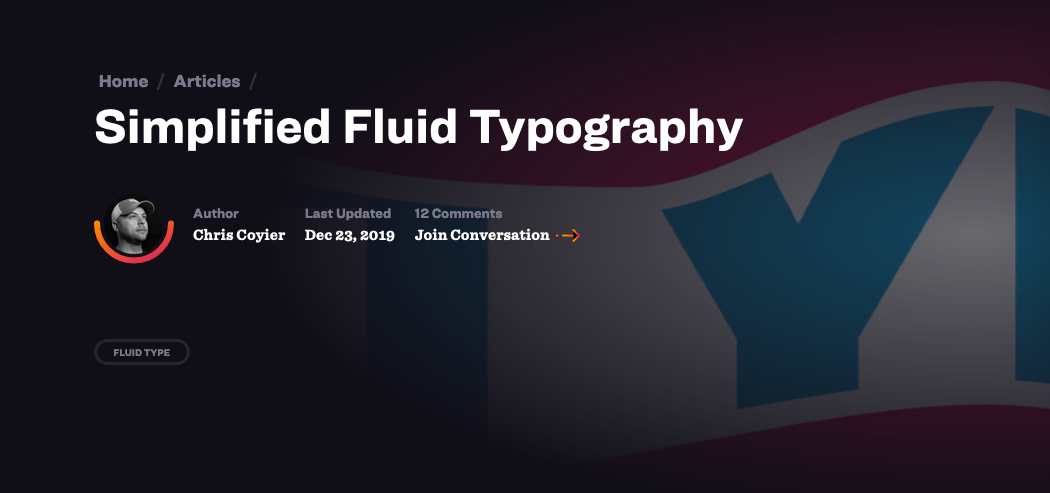 Home / Articles /
Simplified Fluid Typography
Author Last Updated 12 Comments
Chris Coyier Dec 23, 2019 Join Conversation
FLUID TYPE
TY